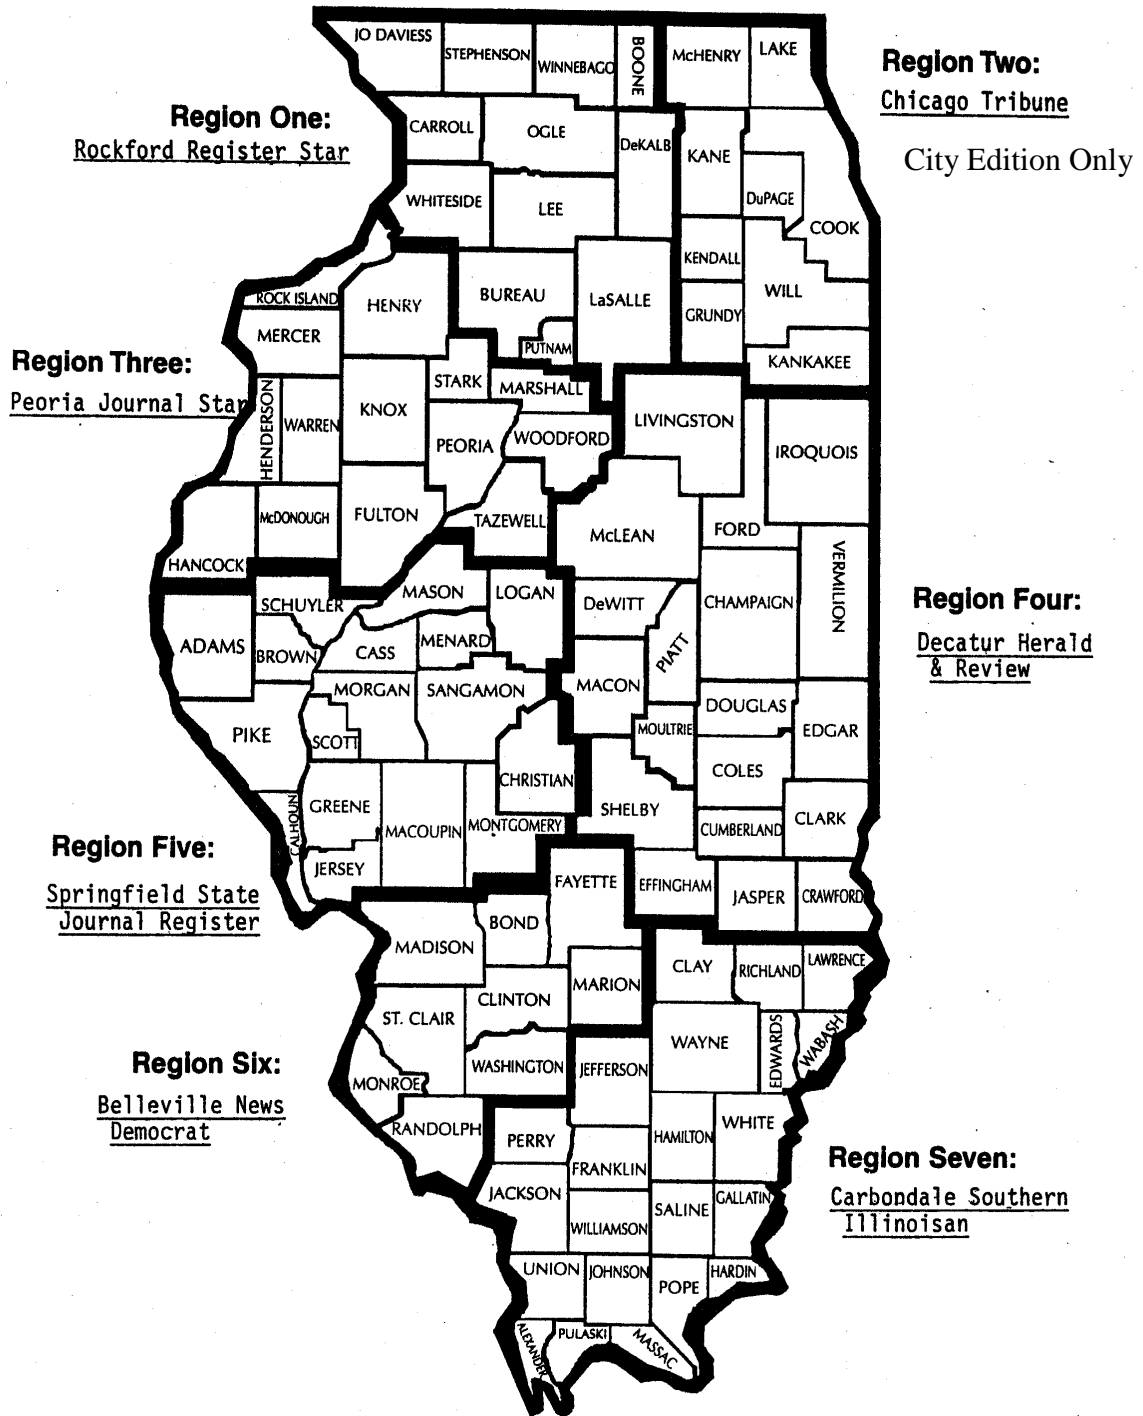 JO DAVIESS
STEPHENSON
WINNEBAGO
BOONE
McHENRY
LAKE
Region Two:
Chicago Tribune
City Edition Only
Region One:
Rockford Register Star
CARROLL
OGLE
DeKALB
KANE
DuPAGE
COOK
WHITESIDE
LEE
KENDALL
ROCK ISLAND
HENRY
BUREAU
LaSALLE
WILL
GRUNDY
MERCER
PUTNAM
KANKAKEE
Region Three:
Peoria Journal Star
HENDERSON
WARREN
KNOX
STARK
MARSHALL
LIVINGSTON
PEORIA
WOODFORD
IROQUOIS
HANCOCK
McDONOUGH
FULTON
TAZEWELL
McLEAN
FORD
VERMILION
SCHUYLER
MASON
LOGAN
DeWITT
CHAMPAIGN
Region Four:
Decatur Herald
& Review
ADAMS
BROWN
CASS
MENARD
PIATT
MORGAN
SANGAMON
MACON
DOUGLAS
EDGAR
PIKE
SCOTT
MOULTRIE
COLES
CHRISTIAN
SHELBY
CALHOUN
GREENE
MACOUPIN
MONTGOMERY
CUMBERLAND
CLARK
Region Five:
Springfield State
Journal Register
JERSEY
FAYETTE
EFFINGHAM
JASPER
CRAWFORD
MADISON
BOND
CLAY
RICHLAND
LAWRENCE
MARION
CLINTON
ST. CLAIR
WAYNE
EDWARDS
WABASH
Region Six:
Belleville News
Democrat
MONROE
WASHINGTON
JEFFERSON
RANDOLPH
PERRY
HAMILTON
WHITE
Region Seven:
Carbondale Southern
Illinoisan
FRANKLIN
JACKSON
WILLIAMSON
SALINE
GALLATIN
UNION
JOHNSON
POPE
HARDIN
ALEXANDER
PULASKI
MASSAC